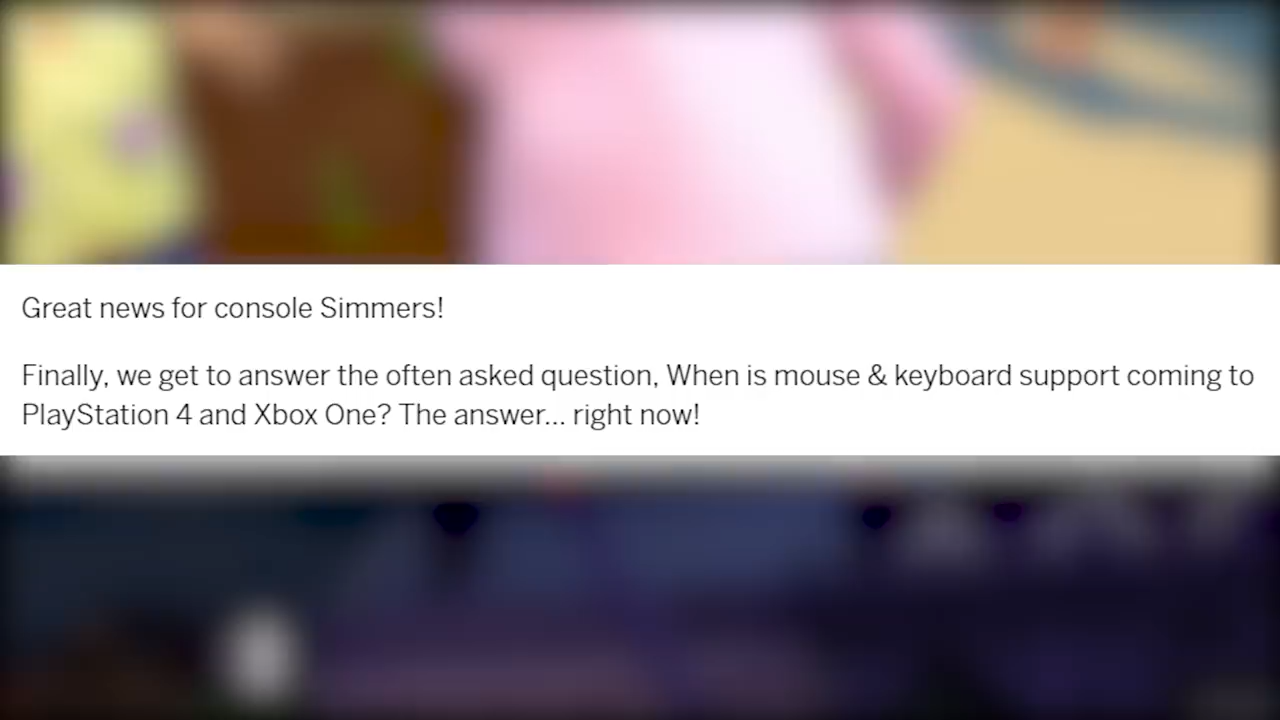 Great news for console Simmers!
Finally, we get to answer the often asked question, When is mouse & keyboard support coming to
PlayStation 4 and Xbox One? The answer... right now!